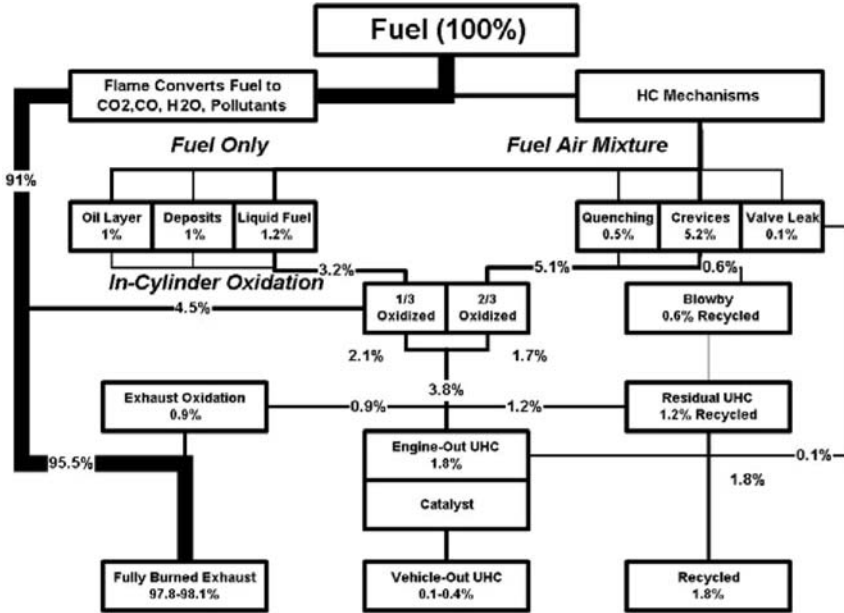 Fuel (100%)
Flame Converts Fuel to
CO2,CO, H2O, Pollutants
HC Mechanisms
Fuel Only
Fuel Air Mixture
91%
Oil Layer
1%
Deposits
1%
Liquid Fuel
1.2%
Quenching
0.5%
Crevices
5.2%
Valve Leak
0.1%
3.2%
5.1%
0.6%
In-Cylinder Oxidation
4.5%
1/3
Oxidized
2/3
Oxidized
Blowby
0.6% Recycled
2.1%
1.7%
3.8%
Exhaust Oxidation
0.9%
0.9%
1.2%
Residual UHC
1.2% Recycled
Engine-Out UHC
1.8%
95.5%
0.1%
1.8%
Catalyst
Fully Burned Exhaust
97.8-98.1%
Vehicle-Out UHC
0.1-0.4%
Recycled
1.8%